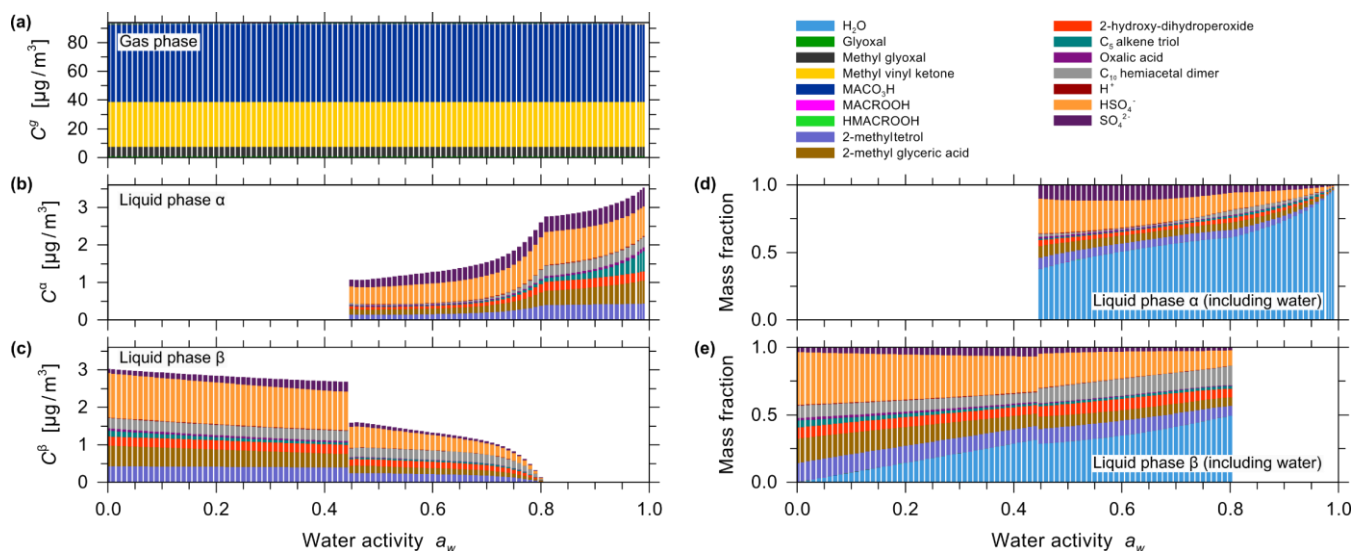 (a)
Gas phase
C^g [µg / m³]
80
60
40
20
0
H₂O
Glyoxal
Methyl glyoxal
Methyl vinyl ketone
MACO₃H
MACROOH
HMACROOH
2-methyltetrol
2-methyl glyceric acid
2-hydroxy-dihydroperoxide
C₅ alkene triol
Oxalic acid
C₁₀ hemiacetal dimer
H⁺
HSO₄⁻
SO₄²⁻
(b)
Liquid phase α
C^α [µg / m³]
3
2
1
0
(c)
Liquid phase β
C^β [µg / m³]
3
2
1
0
0.0 0.2 0.4 0.6 0.8 1.0
Water activity a_w
(d)
Mass fraction
1.0
0.5
0.0
Liquid phase α (including water)
(e)
Mass fraction
1.0
0.5
0.0
Liquid phase β (including water)
0.0 0.2 0.4 0.6 0.8 1.0
Water activity a_w